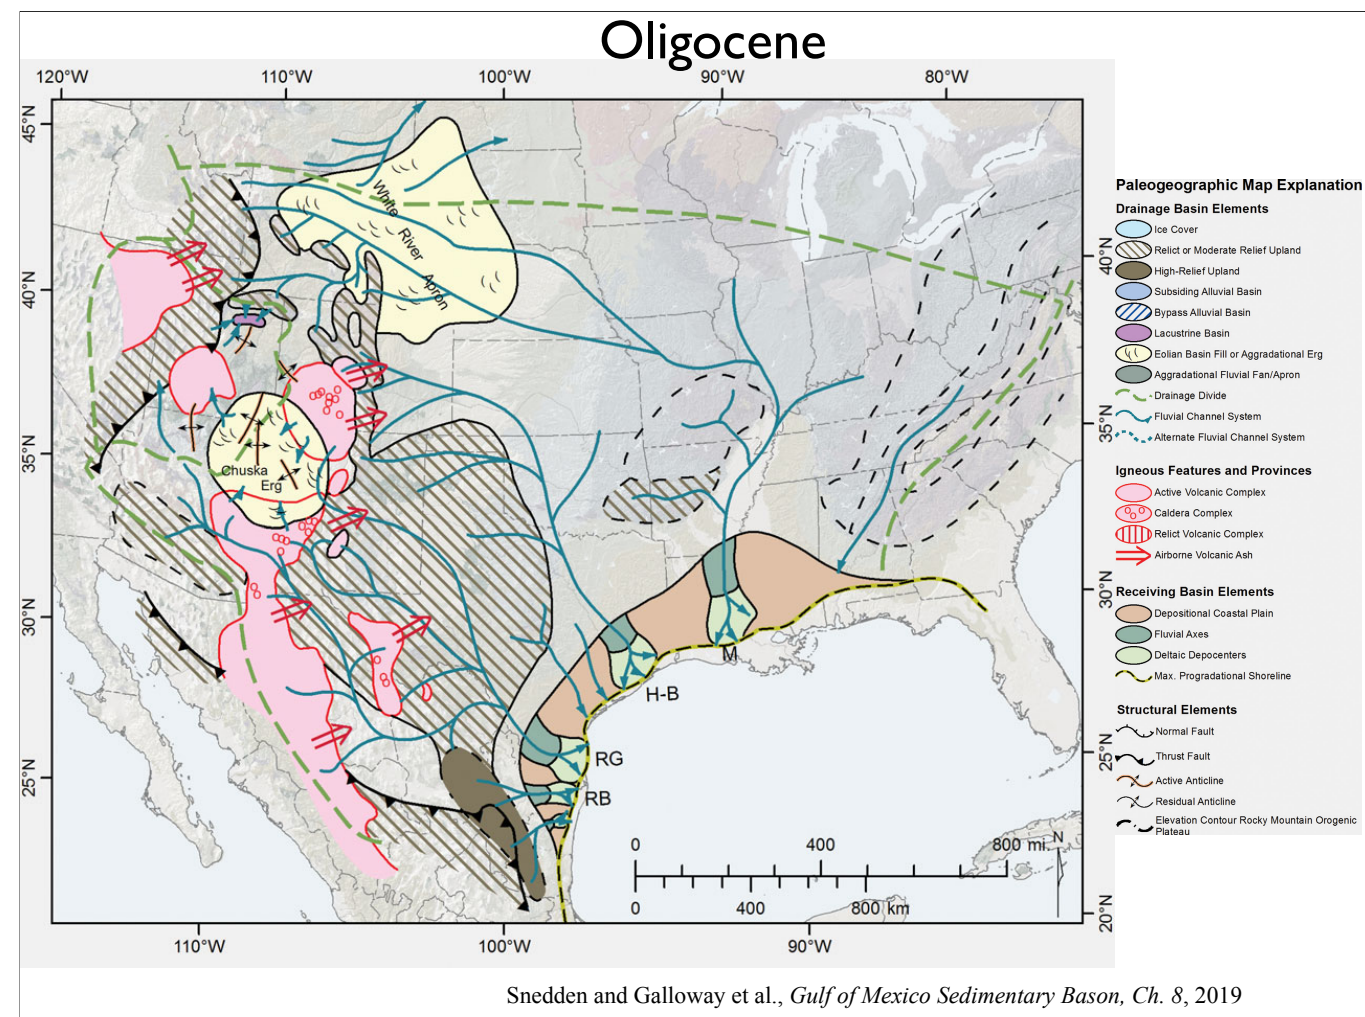 Oligocene
120°W
110°W
100°W
90°W
80°W
45°N
40°N
35°N
30°N
25°N
40°N
35°N
30°N
25°N
20°N
White River Apron
Chuska
Erg
M
H-B
RG
RB
0 400 800 mi
N
0 400 800 km
110°W
100°W
90°W
Paleogeographic Map Explanation
Drainage Basin Elements
Ice Cover
Relict or Moderate Relief Upland
High-Relief Upland
Subsiding Alluvial Basin
Bypass Alluvial Basin
Lacustrine Basin
Eolian Basin Fill or Aggradational Erg
Aggradational Fluvial Fan/Apron
Drainage Divide
Fluvial Channel System
Alternate Fluvial Channel System
Igneous Features and Provinces
Active Volcanic Complex
Caldera Complex
Relict Volcanic Complex
Airborne Volcanic Ash
Receiving Basin Elements
Depositional Coastal Plain
Fluvial Axes
Deltaic Depocenters
Max. Progradational Shoreline
Structural Elements
Normal Fault
Thrust Fault
Active Anticline
Residual Anticline
Elevation Contour Rocky Mountain Orogenic
Plateau
Snedden and Galloway et al., Gulf of Mexico Sedimentary Bason, Ch. 8, 2019